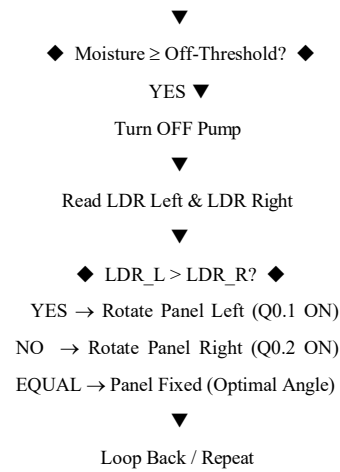 ▼
◆ Moisture ≥ Off-Threshold? ◆
YES ▼
Turn OFF Pump
▼
Read LDR Left & LDR Right
▼
◆ LDR_L > LDR_R? ◆
YES → Rotate Panel Left (Q0.1 ON)
NO → Rotate Panel Right (Q0.2 ON)
EQUAL → Panel Fixed (Optimal Angle)
▼
Loop Back / Repeat